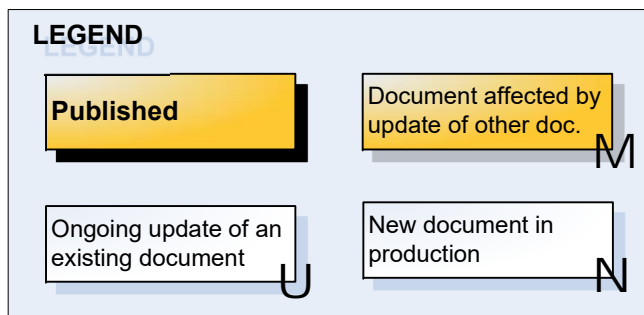 LEGEND
Published
Document affected by
update of other doc.
M
Ongoing update of an
existing document
U
New document in
production
N